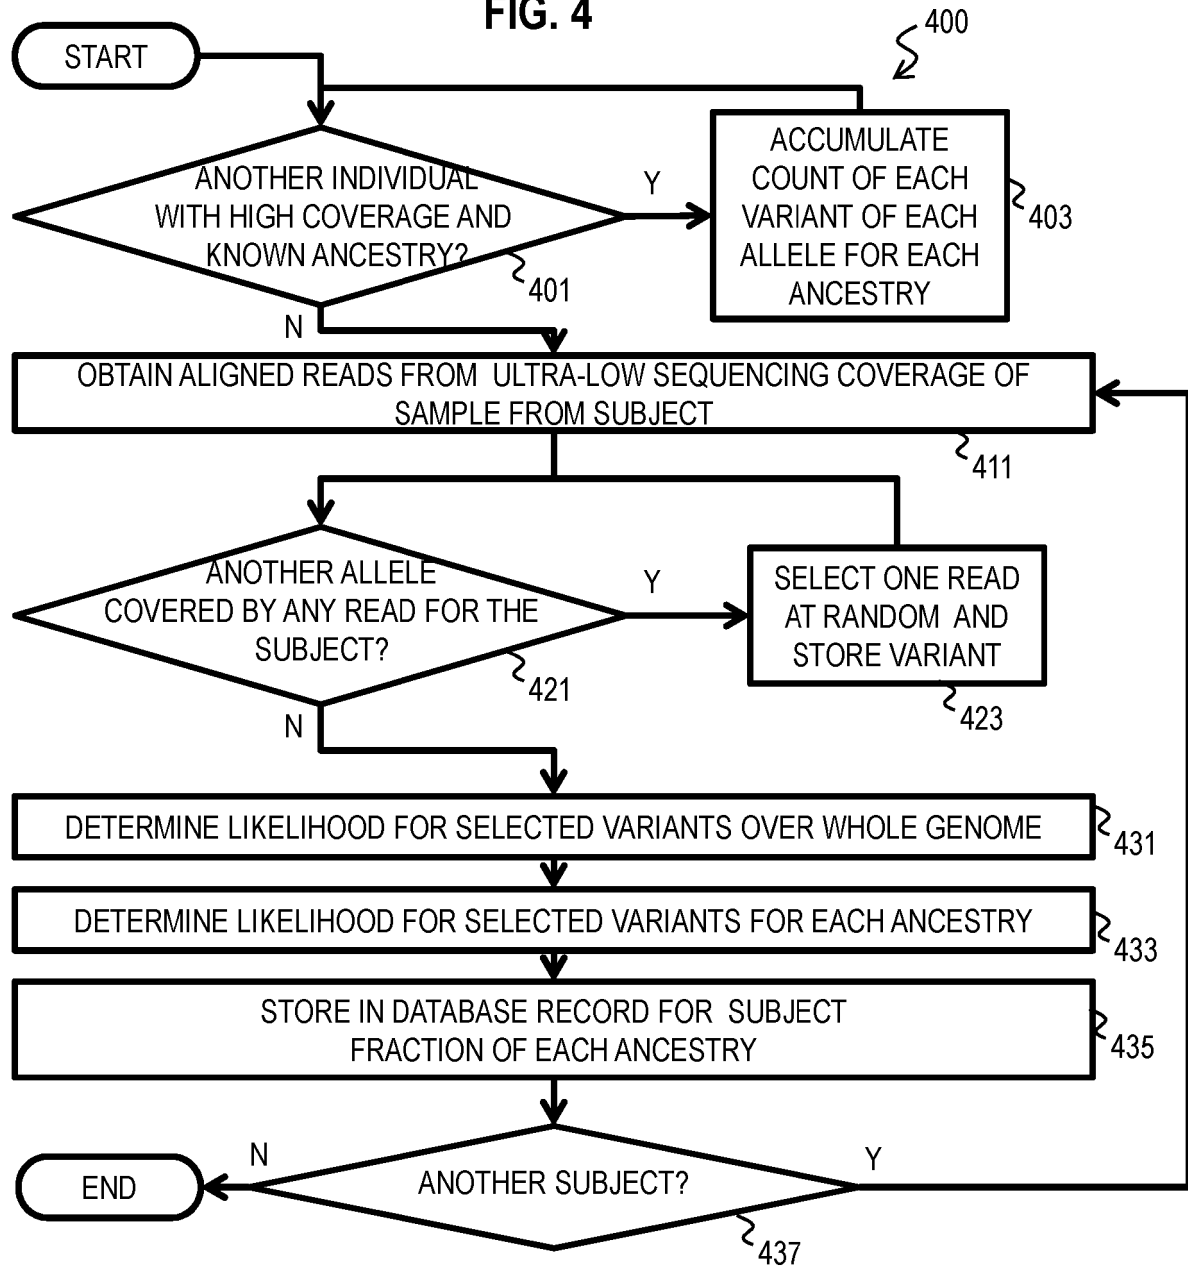 FIG. 4
400
START
ANOTHER INDIVIDUAL
WITH HIGH COVERAGE AND
KNOWN ANCESTRY?
401
Y
ACCUMULATE
COUNT OF EACH
VARIANT OF EACH
ALLELE FOR EACH
ANCESTRY
403
N
OBTAIN ALIGNED READS FROM ULTRA-LOW SEQUENCING COVERAGE OF
SAMPLE FROM SUBJECT
411
ANOTHER ALLELE
COVERED BY ANY READ FOR THE
SUBJECT?
421
Y
SELECT ONE READ
AT RANDOM AND
STORE VARIANT
423
N
DETERMINE LIKELIHOOD FOR SELECTED VARIANTS OVER WHOLE GENOME
431
DETERMINE LIKELIHOOD FOR SELECTED VARIANTS FOR EACH ANCESTRY
433
STORE IN DATABASE RECORD FOR SUBJECT
FRACTION OF EACH ANCESTRY
435
ANOTHER SUBJECT?
437
Y
N
END